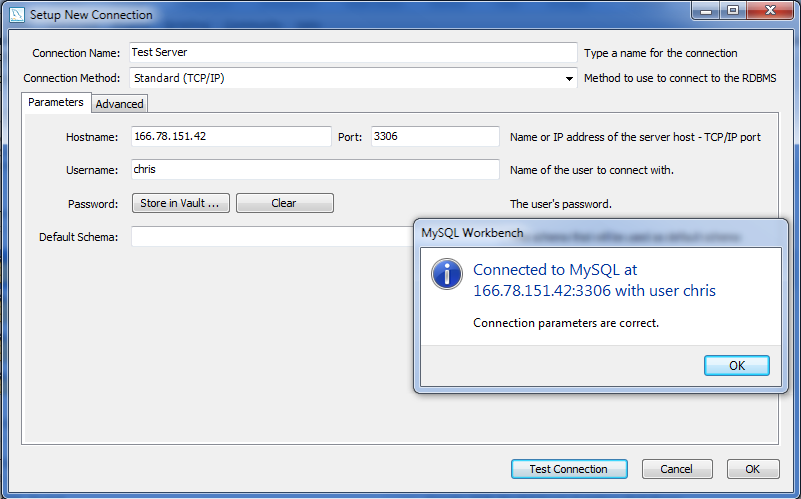 Setup New Connection
Connection Name: Test Server Type a name for the connection
Connection Method: Standard (TCP/IP) Method to use to connect to the RDBMS
Parameters Advanced
Hostname: 166.78.151.42 Port: 3306 Name or IP address of the server host - TCP/IP port
Username: chris Name of the user to connect with.
Password: Store in Vault ... Clear The user's password.
Default Schema:
MySQL Workbench
Connected to MySQL at
166.78.151.42:3306 with user chris
Connection parameters are correct.
OK
Test Connection Cancel OK